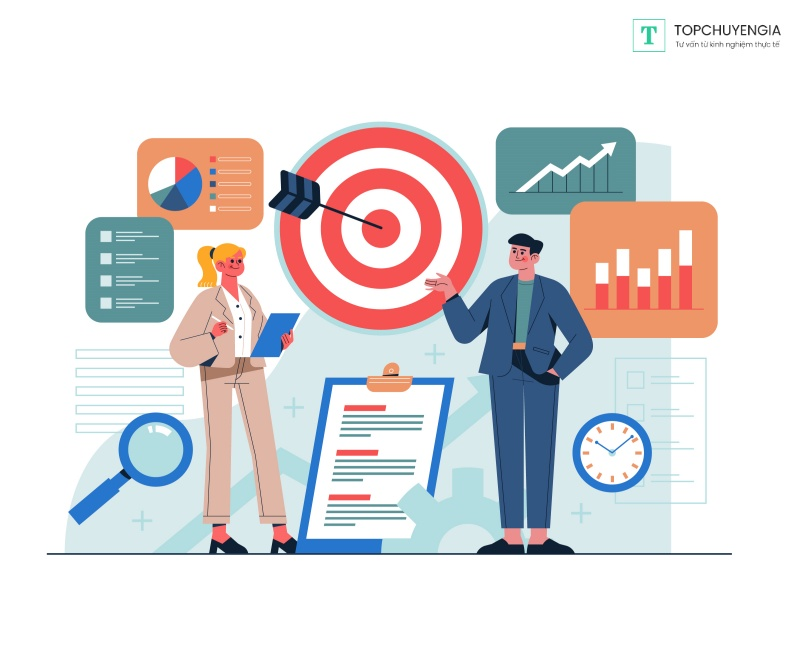 T
TOPCHUYENGIA
Tư vấn từ kinh nghiệm thực tế